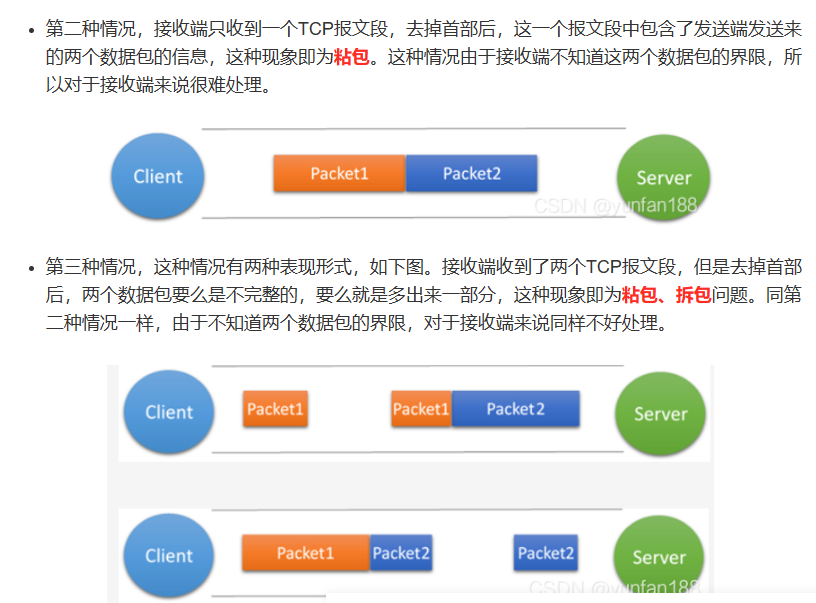 第二种情况，接收端只收到一个TCP报文段，去掉首部后，这一个报文段中包含了发送端发送来
的两个数据包的信息，这种现象即为粘包。这种情况由于接收端不知道这两个数据包的界限，所
以对于接收端来说很难处理。
Client Packet1 Packet2 Server
CSDN @yunfan188
第三种情况，这种情况有两种表现形式，如下图。接收端收到了两个TCP报文段，但是去掉首部
后，两个数据包要么是不完整的，要么就是多出来一部分，这种现象即为粘包、拆包问题。同第
二种情况一样，由于不知道两个数据包的界限，对于接收端来说同样不好处理。
Client Packet1 Packet1 Packet2 Server
Client Packet1 Packet2 Packet2 Server
CSDN @yunfan188